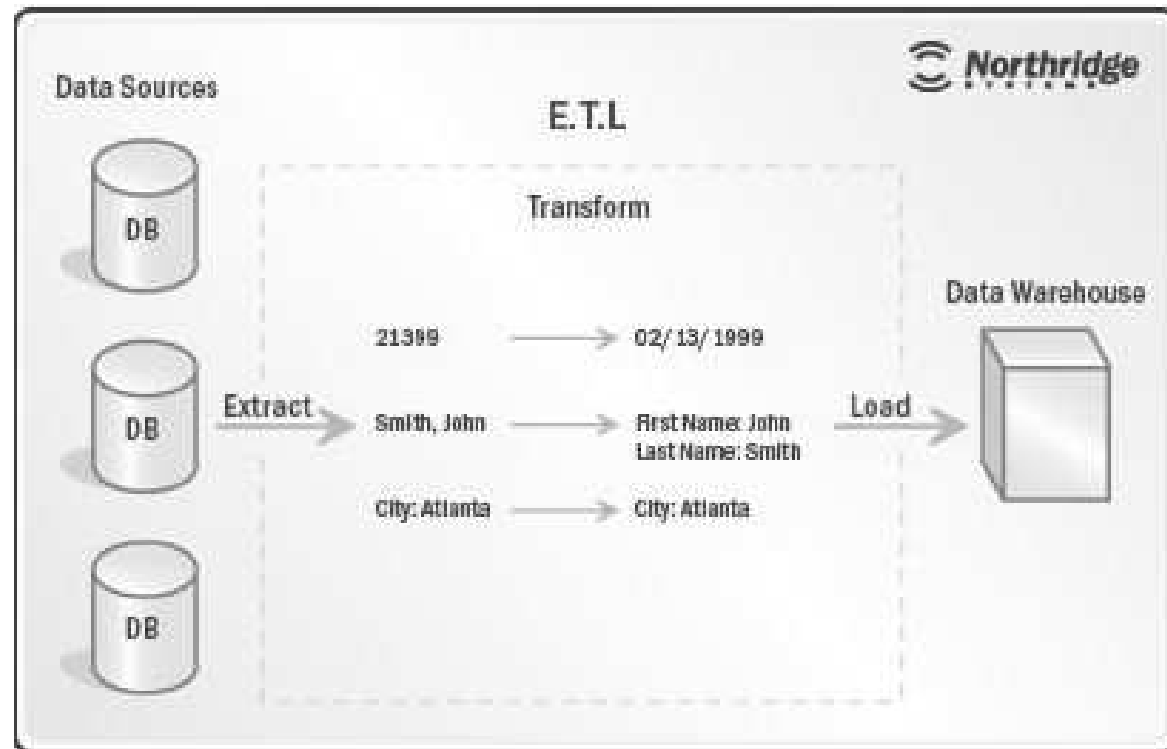 Data Sources
Northridge
SYSTEMS
E.T.L
Transform
DB
Data Warehouse
21399
02/ 13/ 1999
DB
Extract
Smith, John
First Name: John
Last Name: Smith
Load
City: Atlanta
City: Atlanta
DB